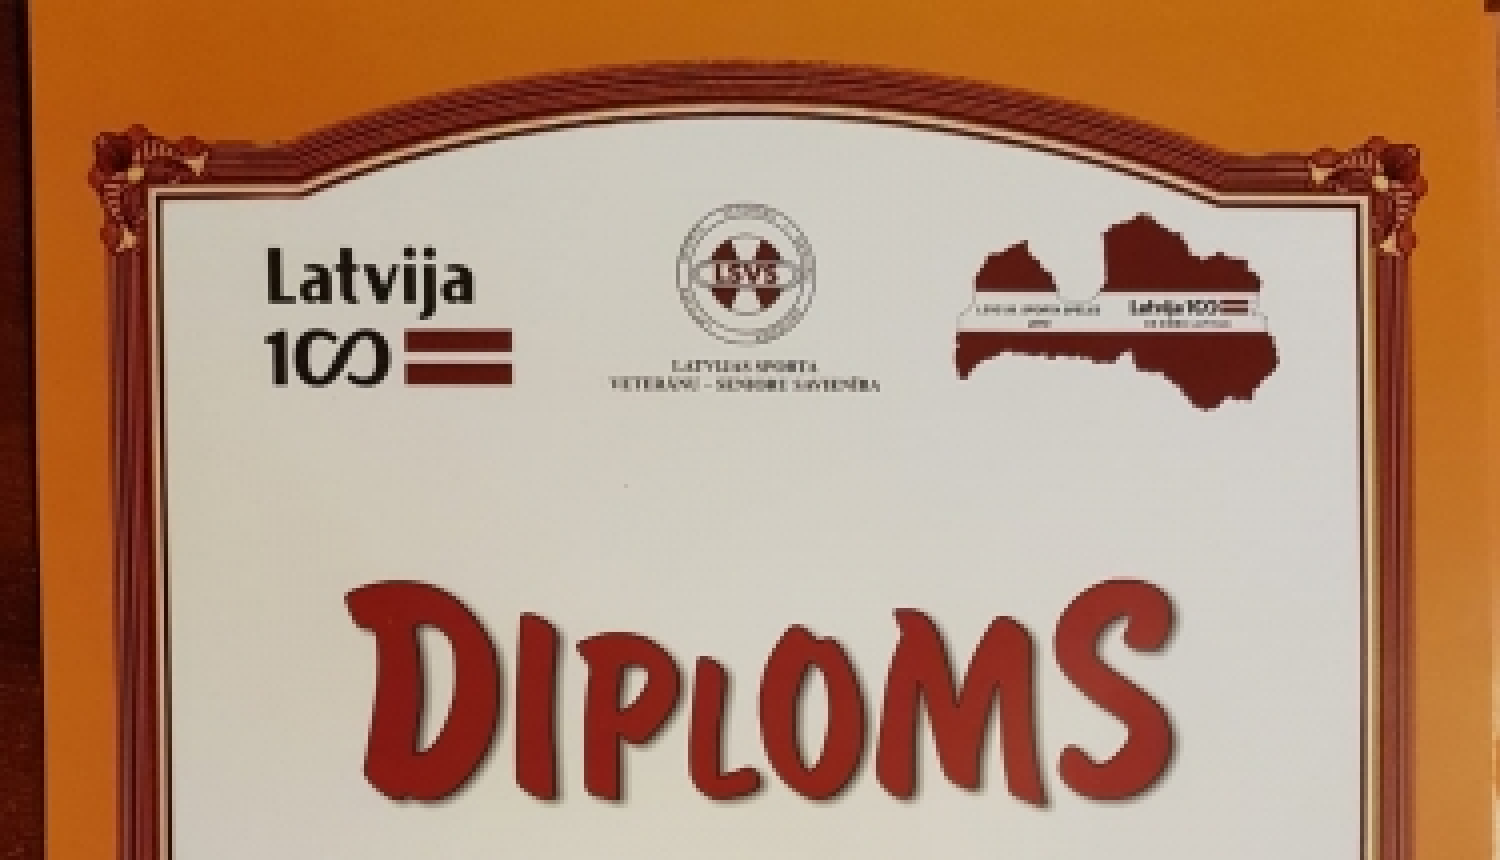 Latvija
100
LSVS
LATVIJAS SPORTA
VETERĀNU – SENIORU SAVIENĪBA
Latvija 100
DIPLOMS